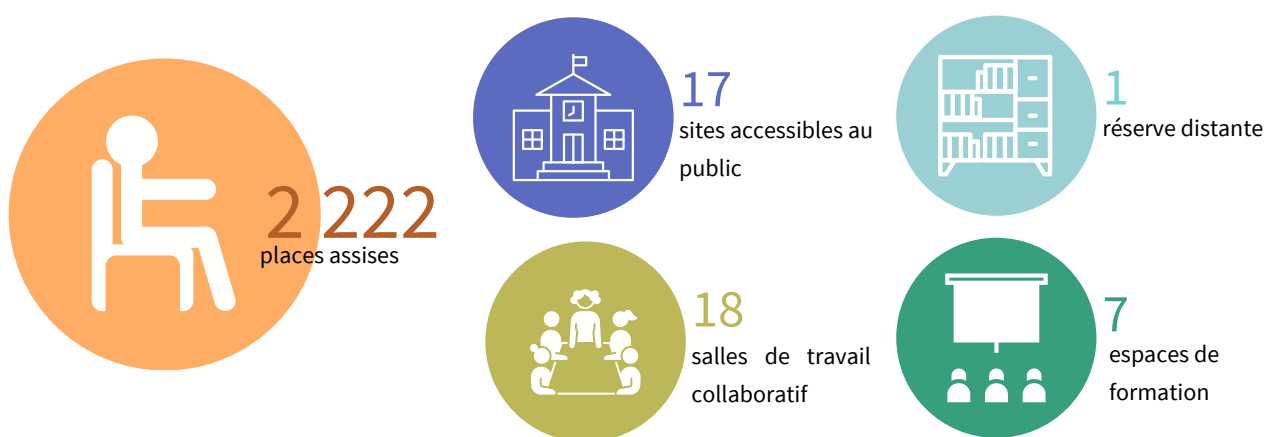 2 222
places assises
17
sites accessibles au
public
1
réserve distante
18
salles de travail
collaboratif
7
espaces de
formation